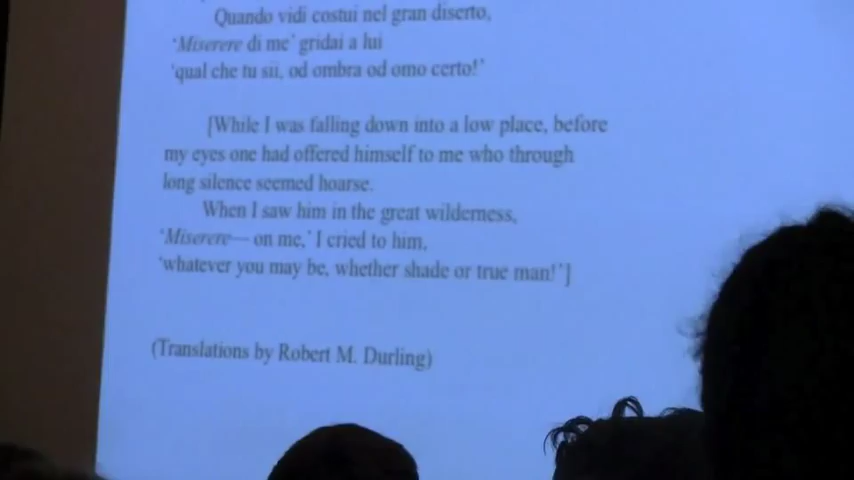 Quando vidi costui nel gran diserto,
'Miserere di me' gridai a lui
'qual che tu sii, od ombra od omo certo!'
[While I was falling down into a low place, before
my eyes one had offered himself to me who through
long silence seemed hoarse.
When I saw him in the great wilderness,
'Miserere— on me,' I cried to him,
'whatever you may be, whether shade or true man!']
(Translations by Robert M. Durling)